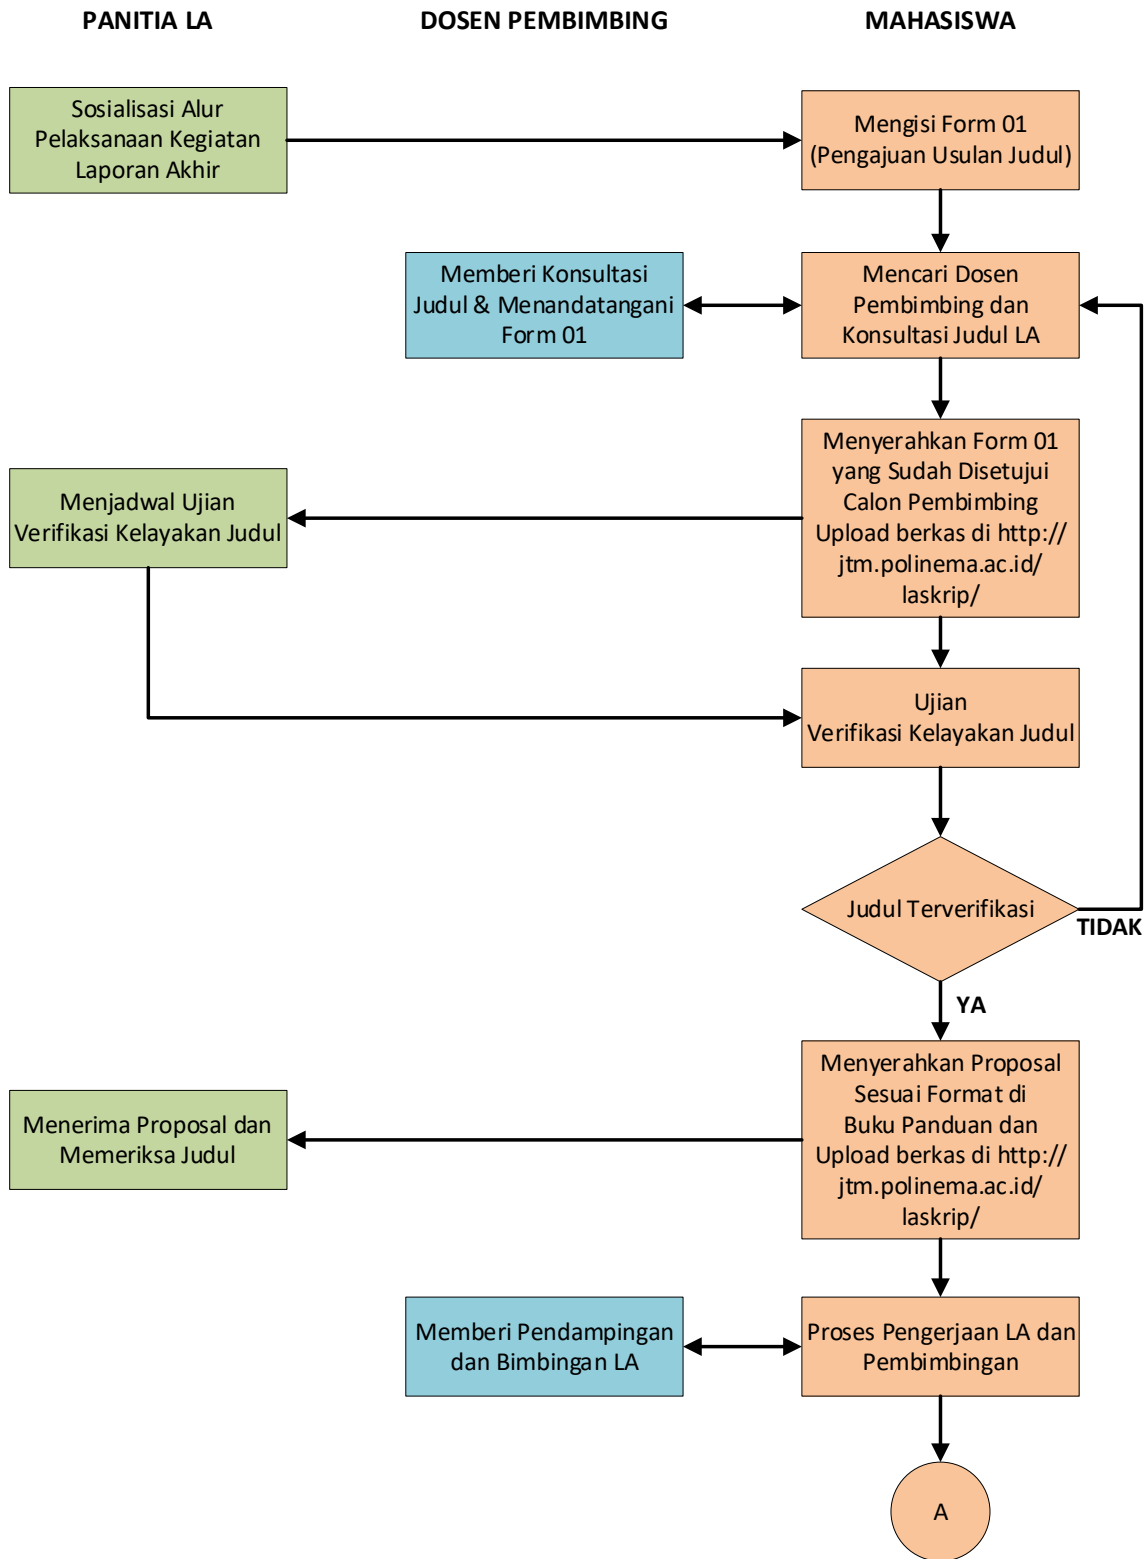 PANITIA LA
DOSEN PEMBIMBING
MAHASISWA
Sosialisasi Alur
Pelaksanaan Kegiatan
Laporan Akhir
Mengisi Form 01
(Pengajuan Usulan Judul)
Memberi Konsultasi
Judul & Menandatangani
Form 01
Mencari Dosen
Pembimbing dan
Konsultasi Judul LA
Menyerahkan Form 01
yang Sudah Disetujui
Calon Pembimbing
Upload berkas di http://
jtm.polinema.ac.id/
laskrip/
Menjadwal Ujian
Verifikasi Kelayakan Judul
Ujian
Verifikasi Kelayakan Judul
Judul Terverifikasi
TIDAK
YA
Menyerahkan Proposal
Sesuai Format di
Buku Panduan dan
Upload berkas di http://
jtm.polinema.ac.id/
laskrip/
Menerima Proposal dan
Memeriksa Judul
Memberi Pendampingan
dan Bimbingan LA
Proses Pengerjaan LA dan
Pembimbingan
A